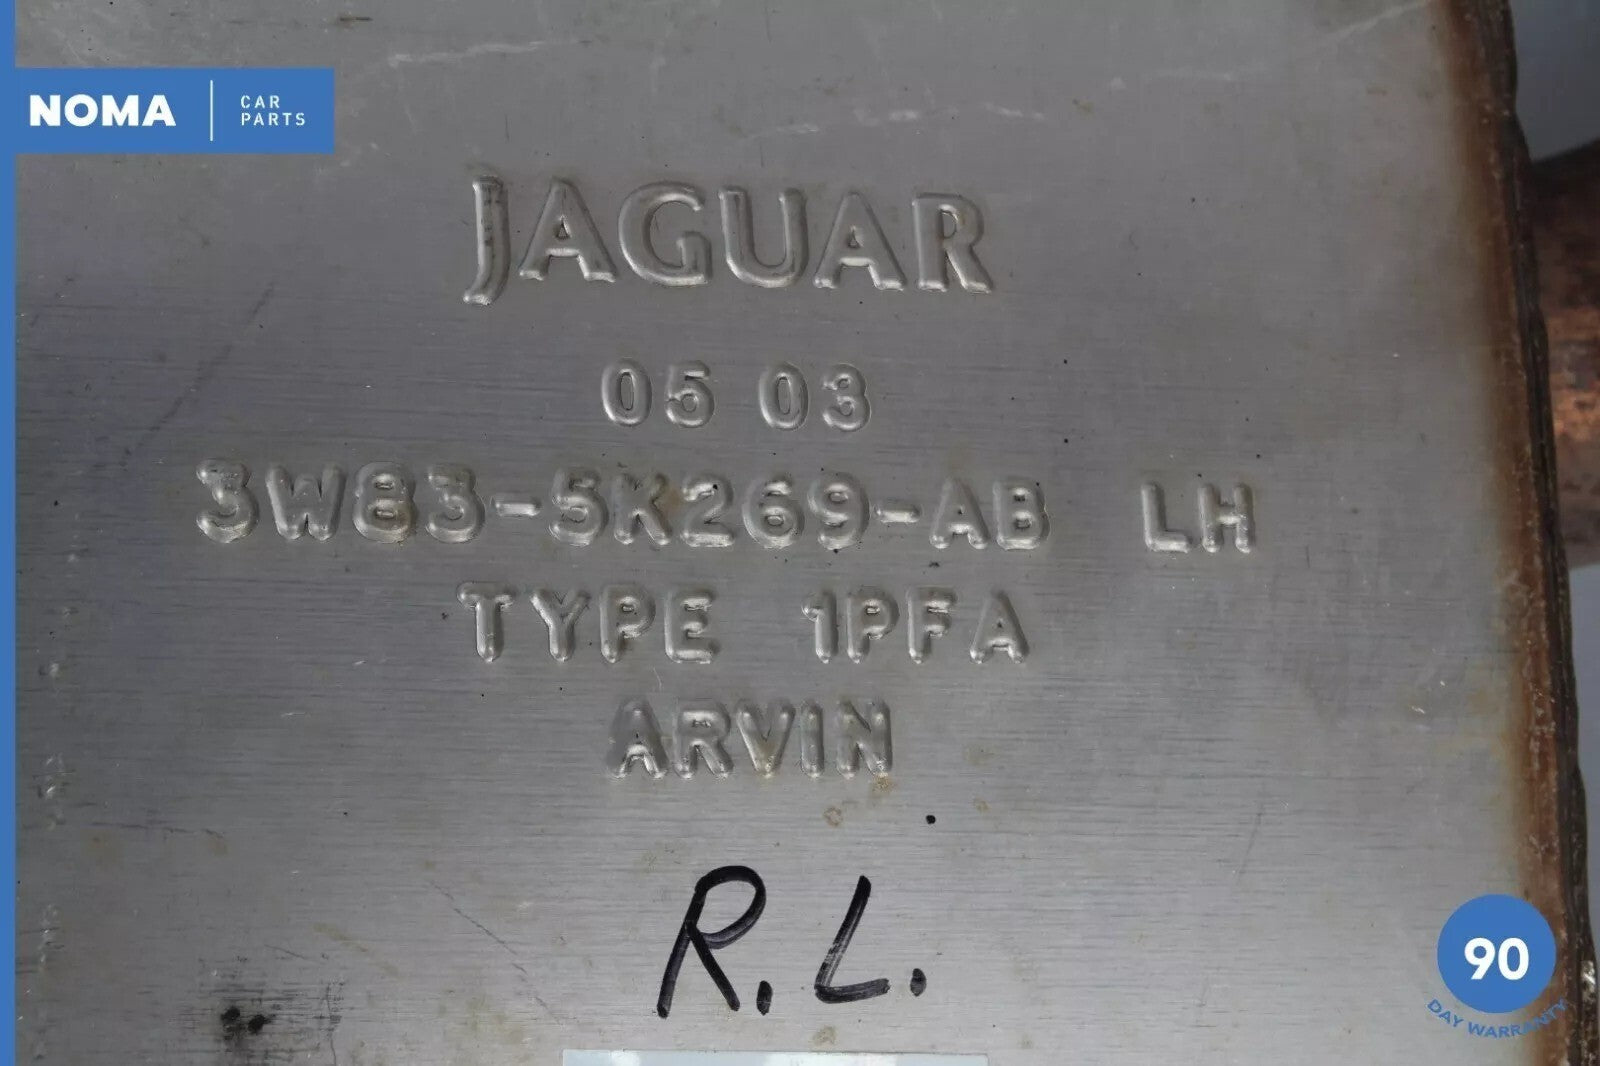 NOMA
CAR
PARTS
JAGUAR
05 03
3W83-5K269-AB LH
TYPE 1PFA
ARVIN
R.L.
90
DAY WARRANTY